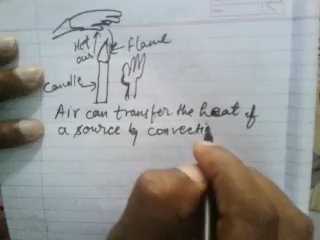 Hot
air
Flame
Candle
Air can transfer the heat of
a source by convecti